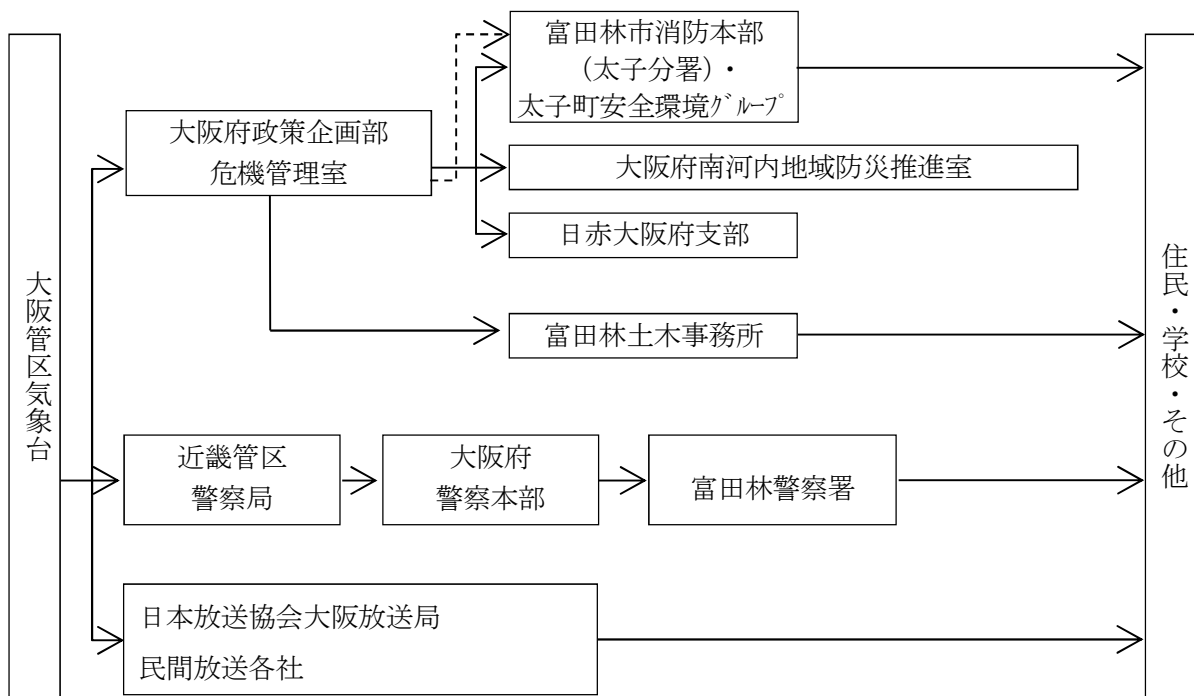 大阪管区気象台
大阪府政策企画部
危機管理室
富田林市消防本部
(太子分署)・
太子町安全環境ｸﾞﾙｰﾌﾟ
大阪府南河内地域防災推進室
日赤大阪府支部
富田林土木事務所
近畿管区
警察局
大阪府
警察本部
富田林警察署
日本放送協会大阪放送局
民間放送各社
住民・学校・その他